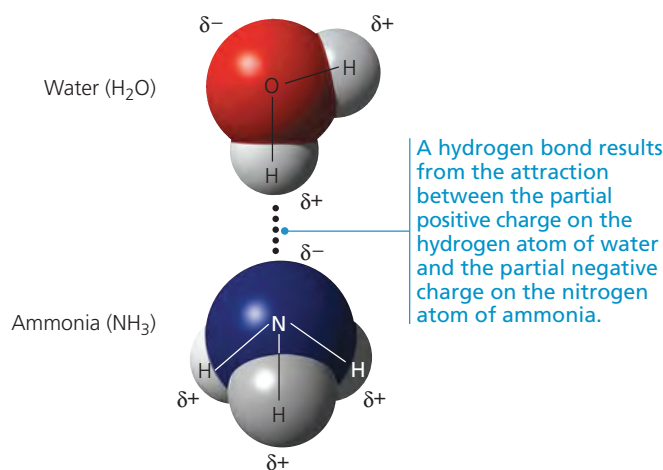 δ−
δ+
H
O
Water (H₂O)
H
δ+
A hydrogen bond results
from the attraction
between the partial
positive charge on the
hydrogen atom of water
and the partial negative
charge on the nitrogen
atom of ammonia.
δ−
Ammonia (NH₃)
N
H
H
δ+
δ+
H
δ+